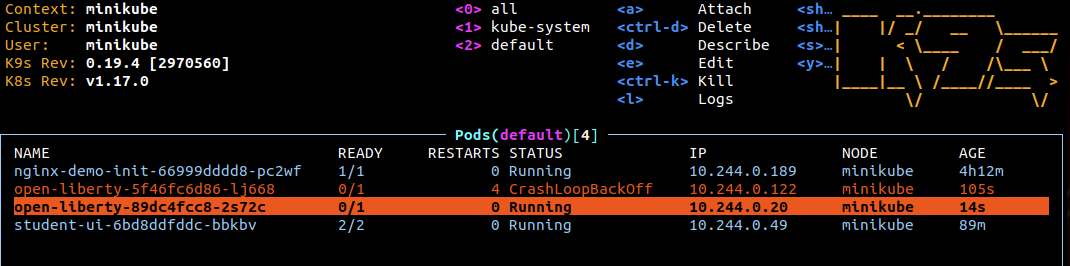 Context: minikube <0> all <a> Attach <sh…
Cluster: minikube <1> kube-system <ctrl-d> Delete <sh…
User: minikube <2> default <d> Describe <s>…
K9s Rev: 0.19.4 [2970560] <e> Edit <y>…
K8s Rev: v1.17.0 <ctrl-k> Kill
<l> Logs
K9s
Pods(default)[4]
NAME READY RESTARTS STATUS IP NODE AGE
nginx-demo-init-66999dddd8-pc2wf 1/1 0 Running 10.244.0.189 minikube 4h12m
open-liberty-5f46fc6d86-lj668 0/1 4 CrashLoopBackOff 10.244.0.122 minikube 105s
open-liberty-89dc4fcc8-2s72c 0/1 0 Running 10.244.0.20 minikube 14s
student-ui-6bd8ddfddc-bbkbv 2/2 0 Running 10.244.0.49 minikube 89m